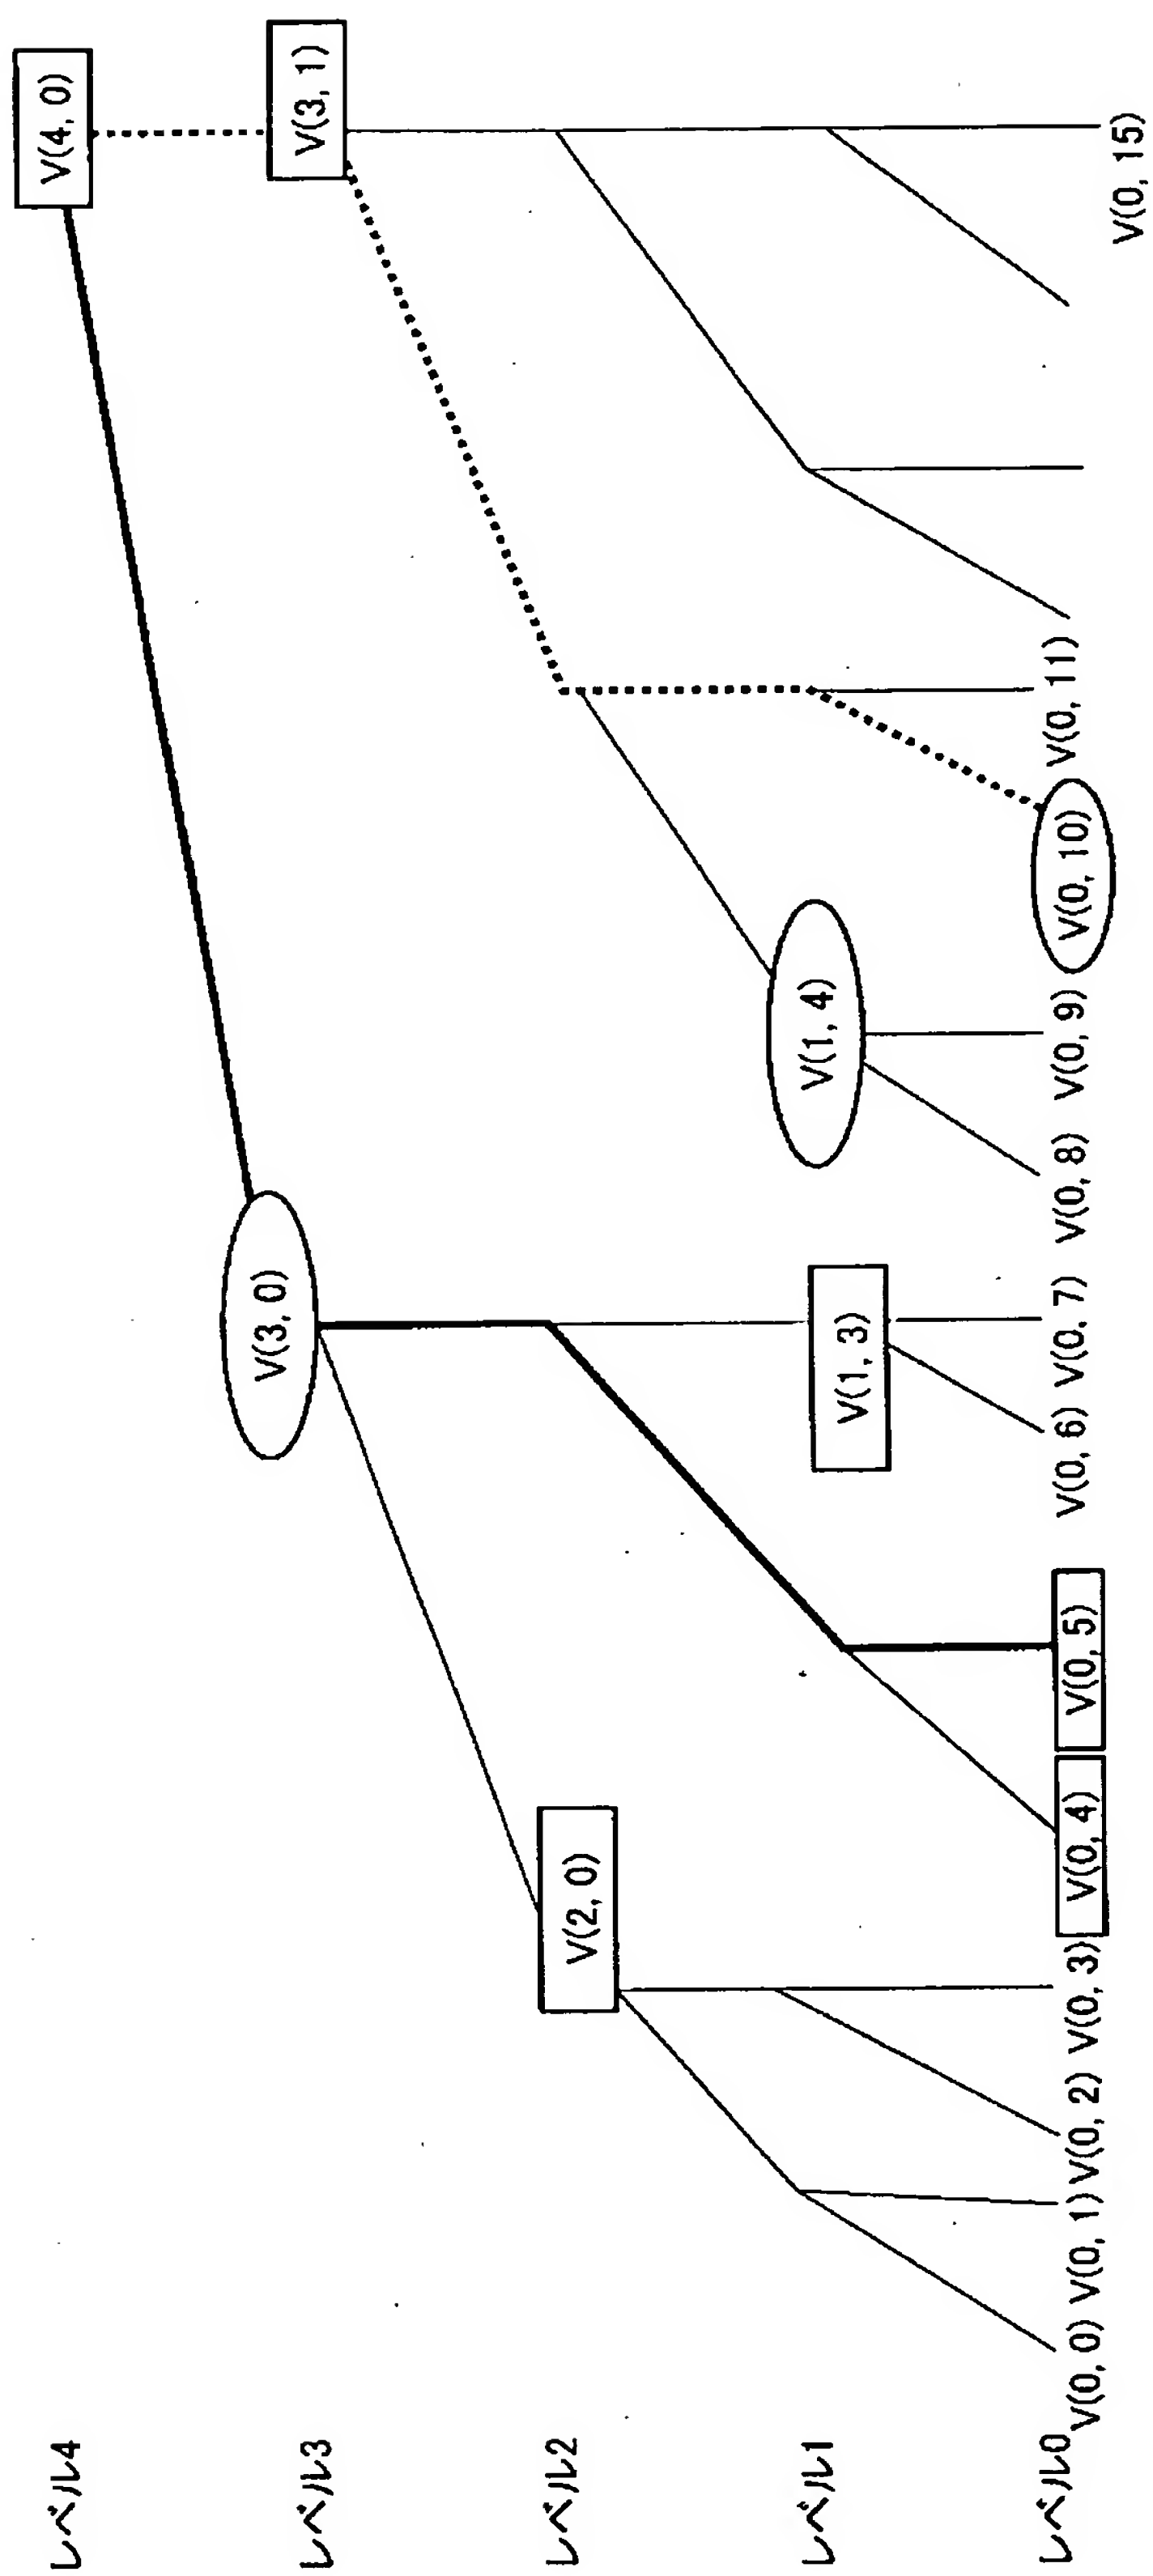 レベル4
V(4, 0)
レベル3
V(3, 0)
V(3, 1)
レベル2
V(2, 0)
レベル1
V(1, 3)
V(1, 4)
レベル0
V(0, 0)
V(0, 1)
V(0, 2)
V(0, 3)
V(0, 4)
V(0, 5)
V(0, 6)
V(0, 7)
V(0, 8)
V(0, 9)
V(0, 10)
V(0, 11)
V(0, 15)